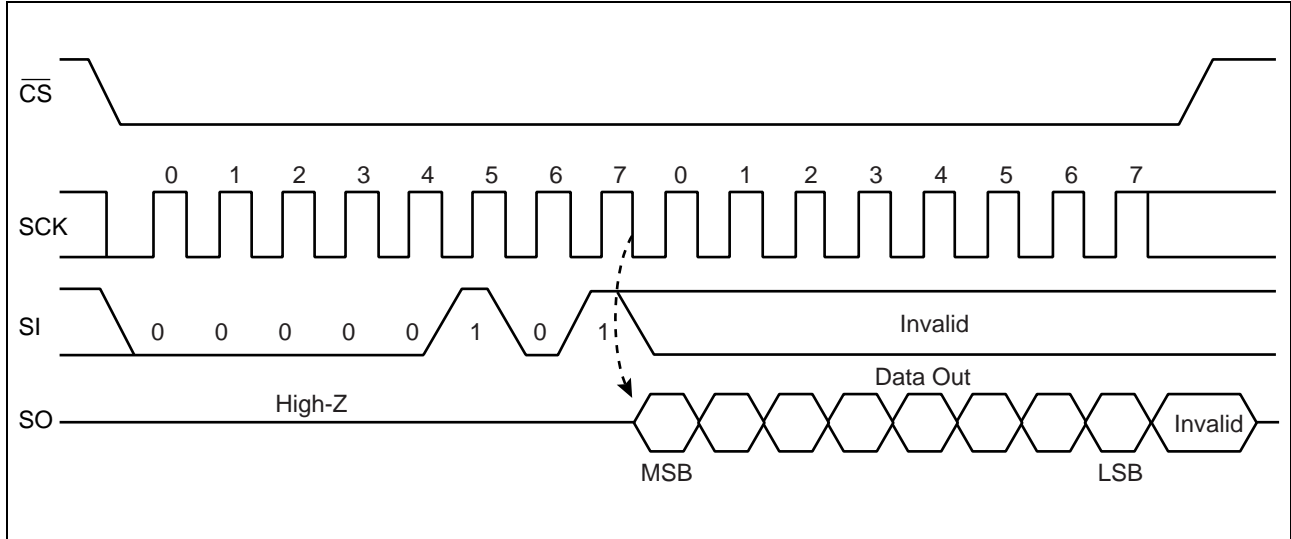 CS
0 1 2 3 4 5 6 7 0 1 2 3 4 5 6 7
SCK
SI 0 0 0 0 0 1 0 1 Invalid
Data Out
High-Z
SO Invalid
MSB LSB